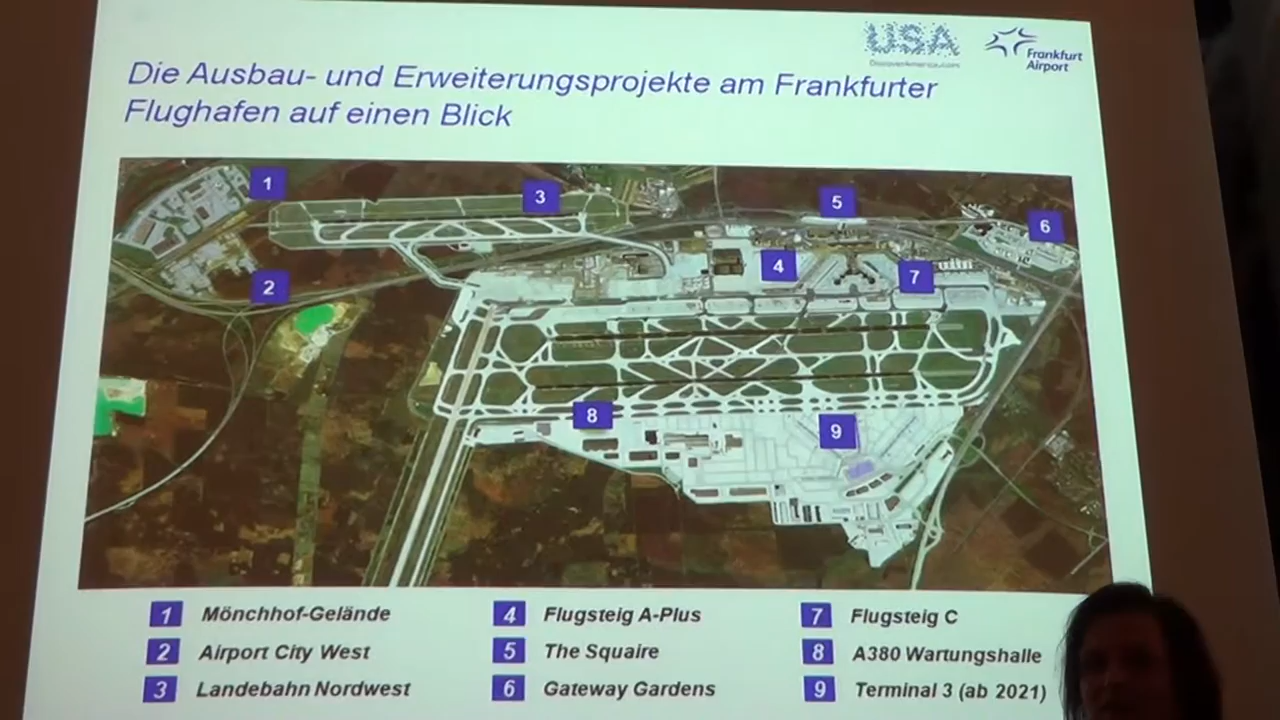 USA
DiscoverAmerica.com
Frankfurt
Airport
Die Ausbau- und Erweiterungsprojekte am Frankfurter
Flughafen auf einen Blick
1
3
5
6
4
7
2
8
9
1 Mönchhof-Gelände
2 Airport City West
3 Landebahn Nordwest
4 Flugsteig A-Plus
5 The Squaire
6 Gateway Gardens
7 Flugsteig C
8 A380 Wartungshalle
9 Terminal 3 (ab 2021)